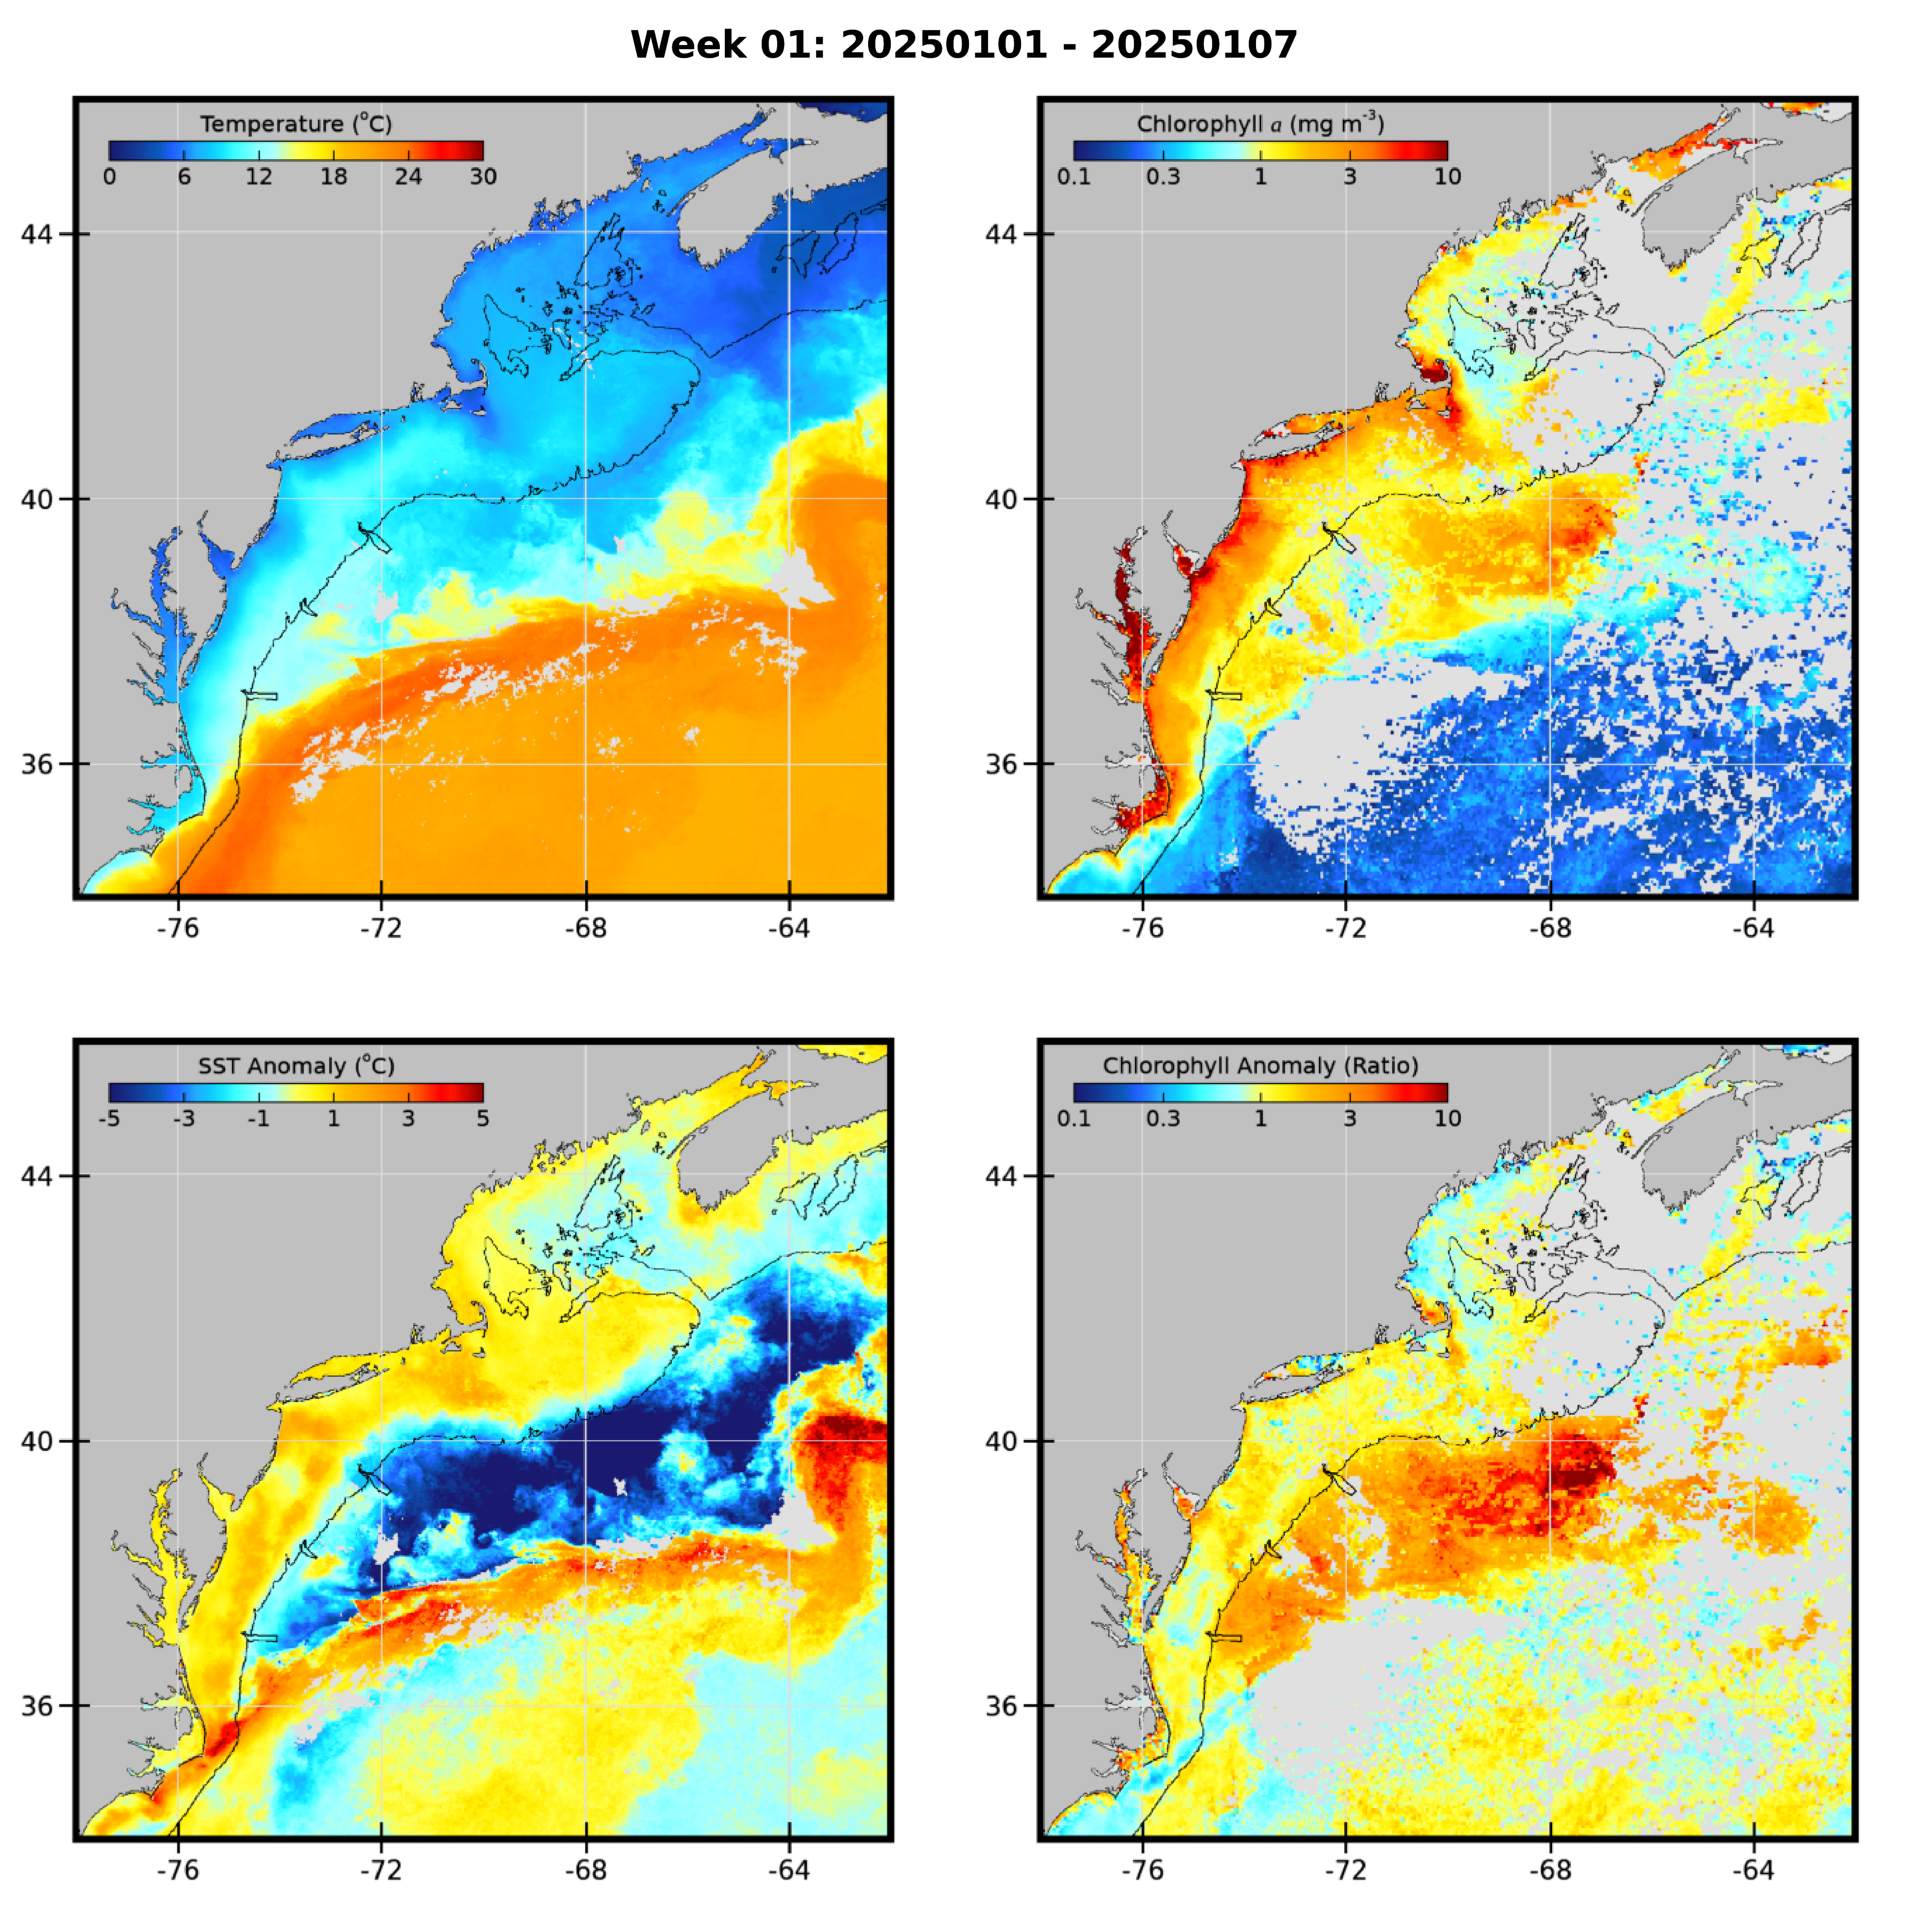 Week 01: 20250101 - 20250107
Temperature (°C)
0 6 12 18 24 30
44
40
36
-76 -72 -68 -64
Chlorophyll a (mg m⁻³)
0.1 0.3 1 3 10
44
40
36
-76 -72 -68 -64
SST Anomaly (°C)
-5 -3 -1 1 3 5
44
40
36
-76 -72 -68 -64
Chlorophyll Anomaly (Ratio)
0.1 0.3 1 3 10
44
40
36
-76 -72 -68 -64